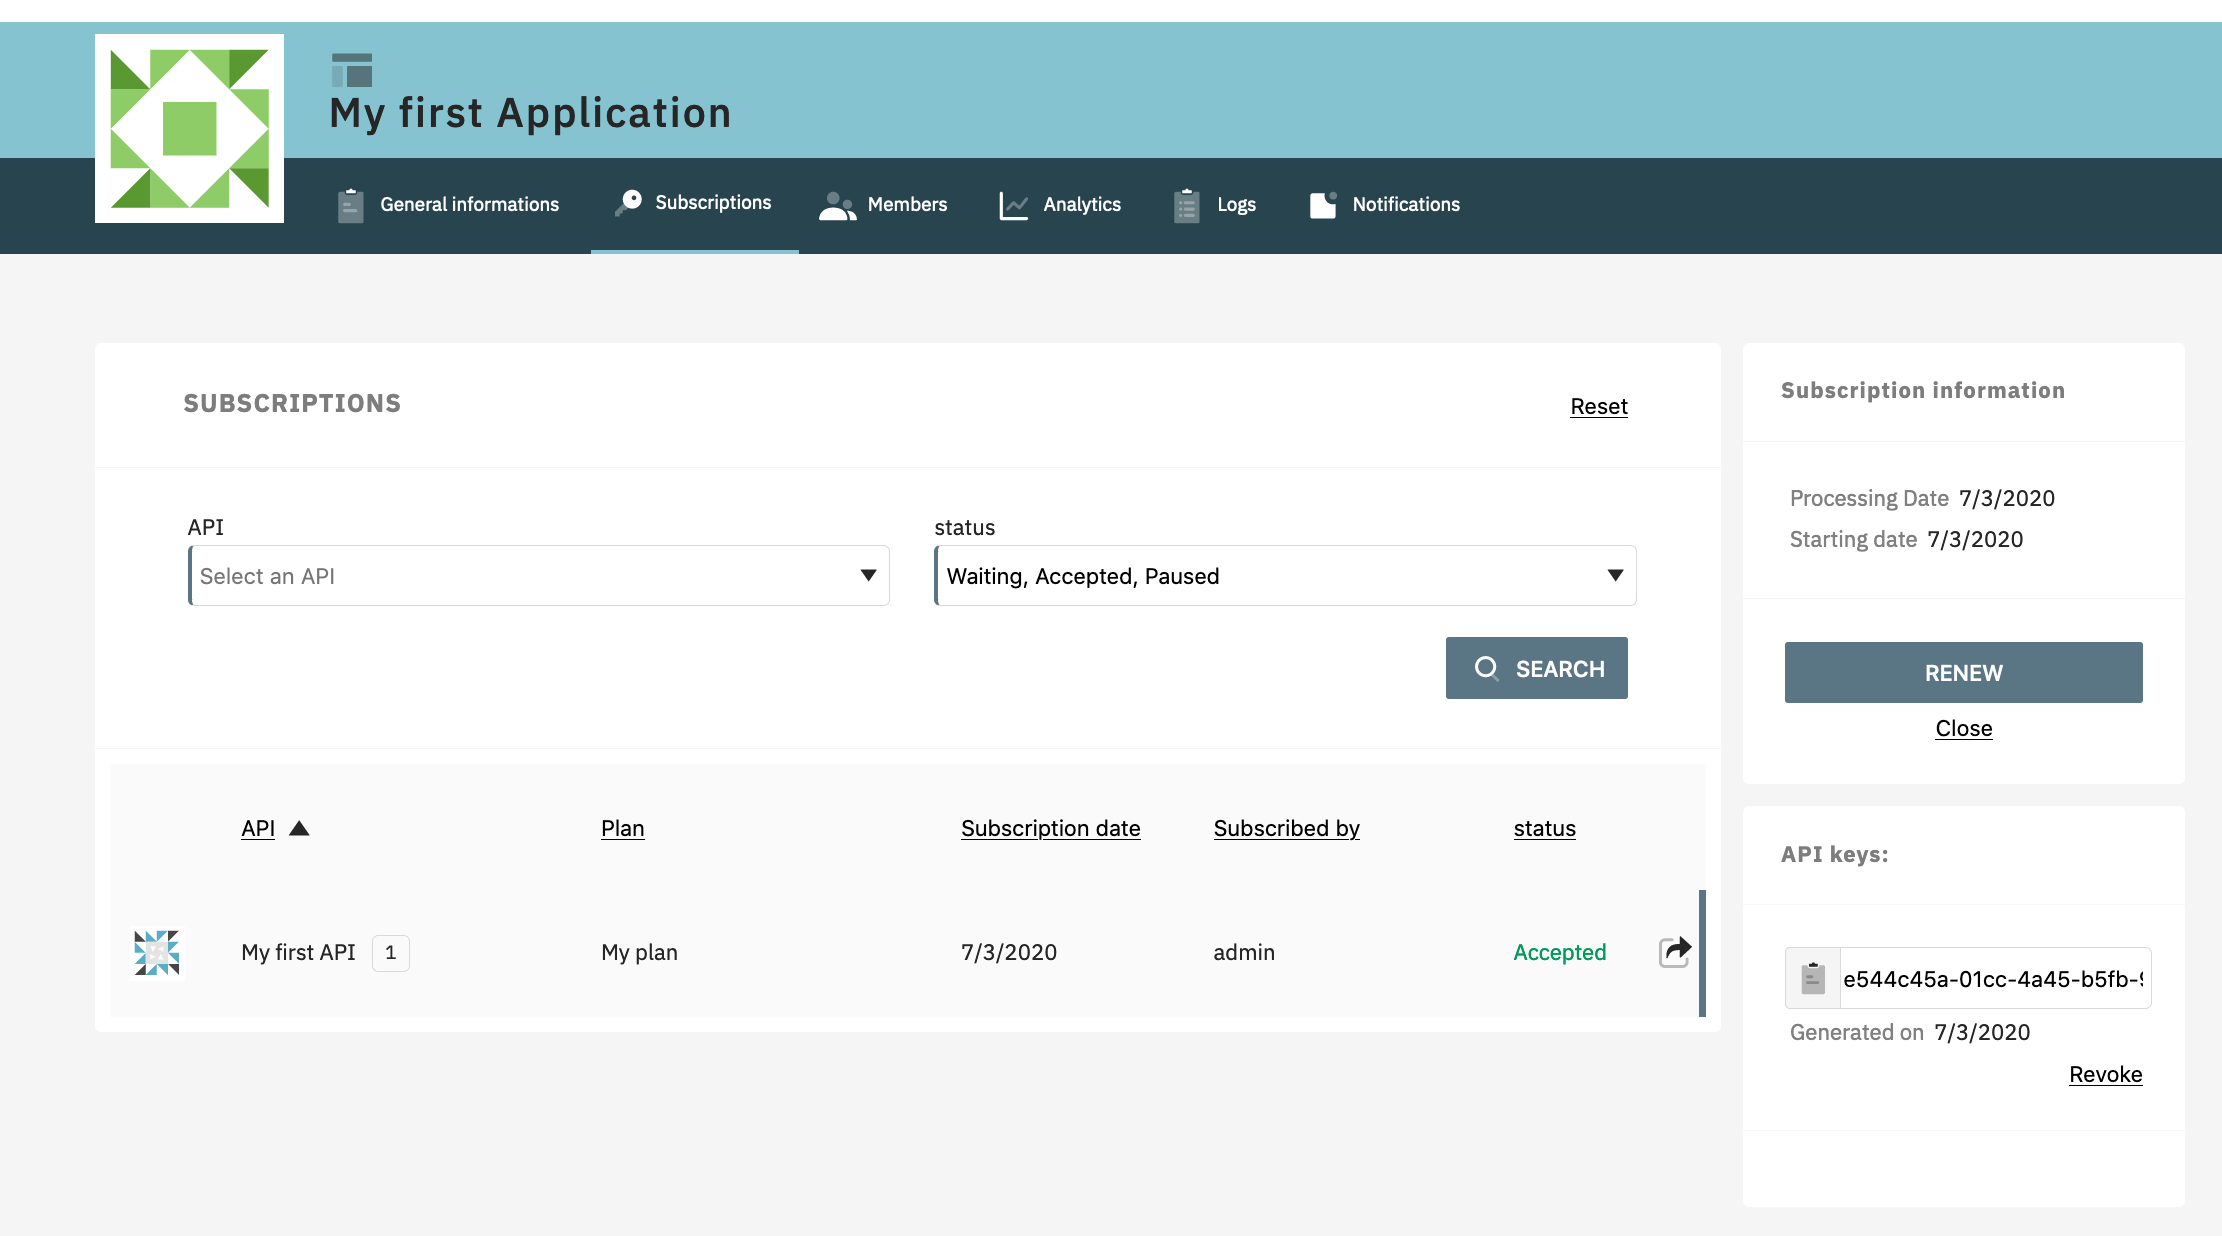 My first Application
General informations
Subscriptions
Members
Analytics
Logs
Notifications
SUBSCRIPTIONS
Reset
API
status
Select an API
Waiting, Accepted, Paused
SEARCH
API
Plan
Subscription date
Subscribed by
status
My first API 1
My plan
7/3/2020
admin
Accepted
Subscription information
Processing Date 7/3/2020
Starting date 7/3/2020
RENEW
Close
API keys:
e544c45a-01cc-4a45-b5fb-
Generated on 7/3/2020
Revoke